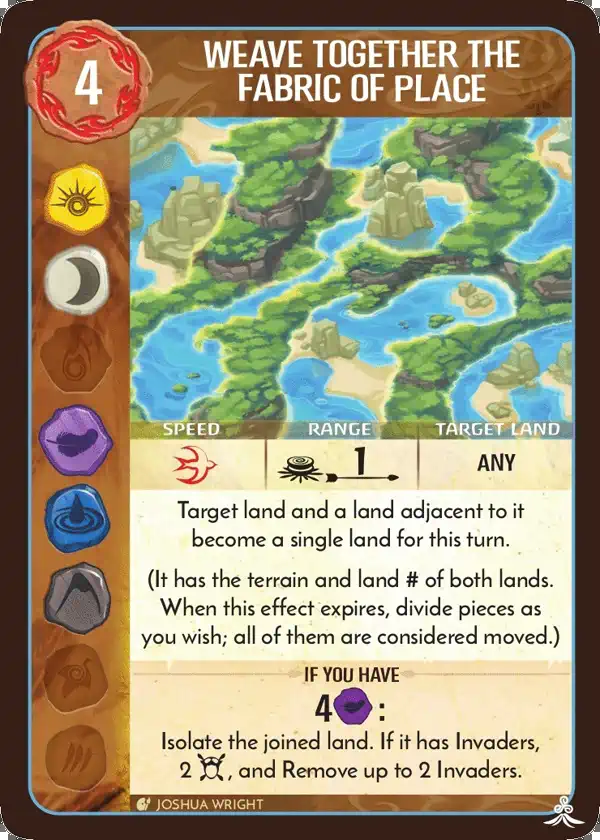 4
WEAVE TOGETHER THE
FABRIC OF PLACE
SPEED RANGE TARGET LAND
1 ANY
Target land and a land adjacent to it
become a single land for this turn.
(It has the terrain and land # of both lands.
When this effect expires, divide pieces as
you wish; all of them are considered moved.)
IF YOU HAVE
4 :
Isolate the joined land. If it has Invaders,
2 , and Remove up to 2 Invaders.
JOSHUA WRIGHT